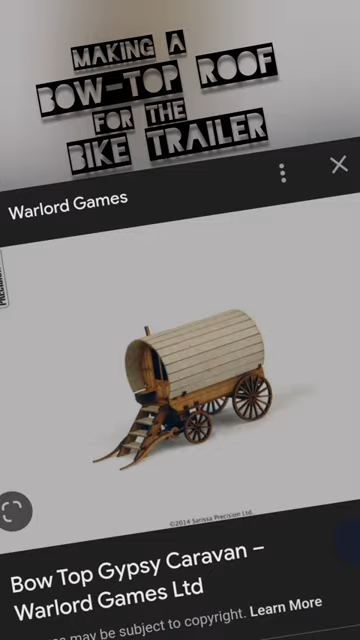 MAKING A
BOW-TOP ROOF
FOR THE
BIKE TRAILER
Warlord Games
©2014 Sarissa Precision Ltd.
Bow Top Gypsy Caravan –
Warlord Games Ltd
may be subject to copyright. Learn More